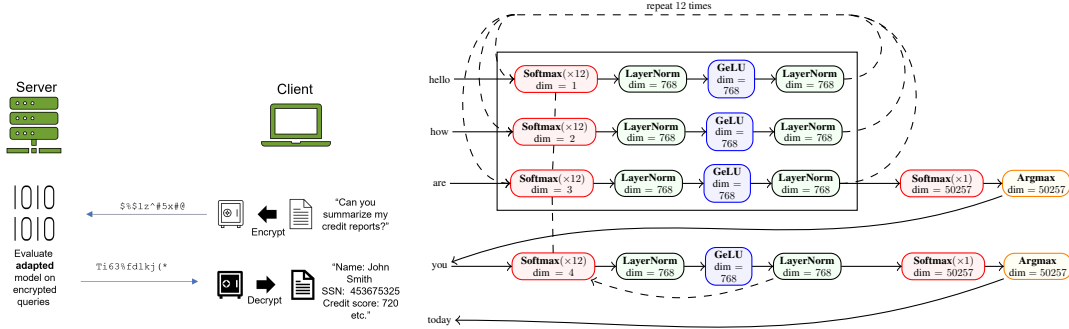 Server
Client
$%$1z^#5x#@
Encrypt
"Can you
summarize my
credit reports?"
Evaluate
adapted
model on
encrypted
queries
Ti63%fdlkj(*
Decrypt
"Name: John
Smith
SSN: 453675325
Credit score: 720
etc."
repeat 12 times
hello
Softmax(×12)
dim = 1
LayerNorm
dim = 768
GeLU
dim =
768
LayerNorm
dim = 768
how
Softmax(×12)
dim = 2
LayerNorm
dim = 768
GeLU
dim =
768
LayerNorm
dim = 768
are
Softmax(×12)
dim = 3
LayerNorm
dim = 768
GeLU
dim =
768
LayerNorm
dim = 768
Softmax(×1)
dim = 50257
Argmax
dim = 50257
you
Softmax(×12)
dim = 4
LayerNorm
dim = 768
GeLU
dim =
768
LayerNorm
dim = 768
Softmax(×1)
dim = 50257
Argmax
dim = 50257
today